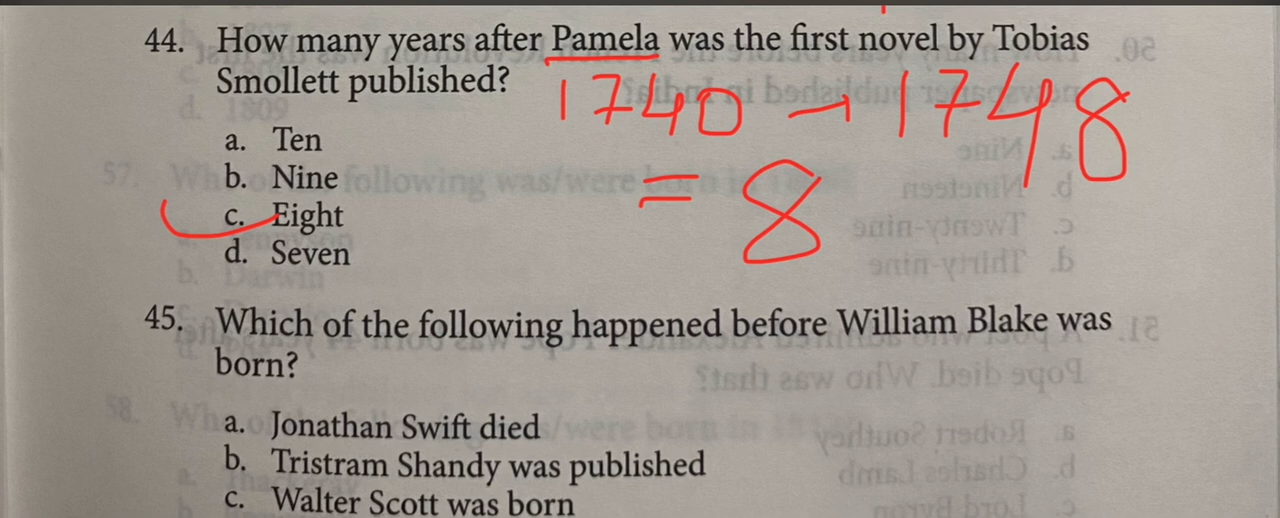 44. How many years after Pamela was the first novel by Tobias
Smollett published?
1740 → 1748
= 8
a. Ten
b. Nine
c. Eight
d. Seven
45. Which of the following happened before William Blake was
born?
a. Jonathan Swift died
b. Tristram Shandy was published
c. Walter Scott was born